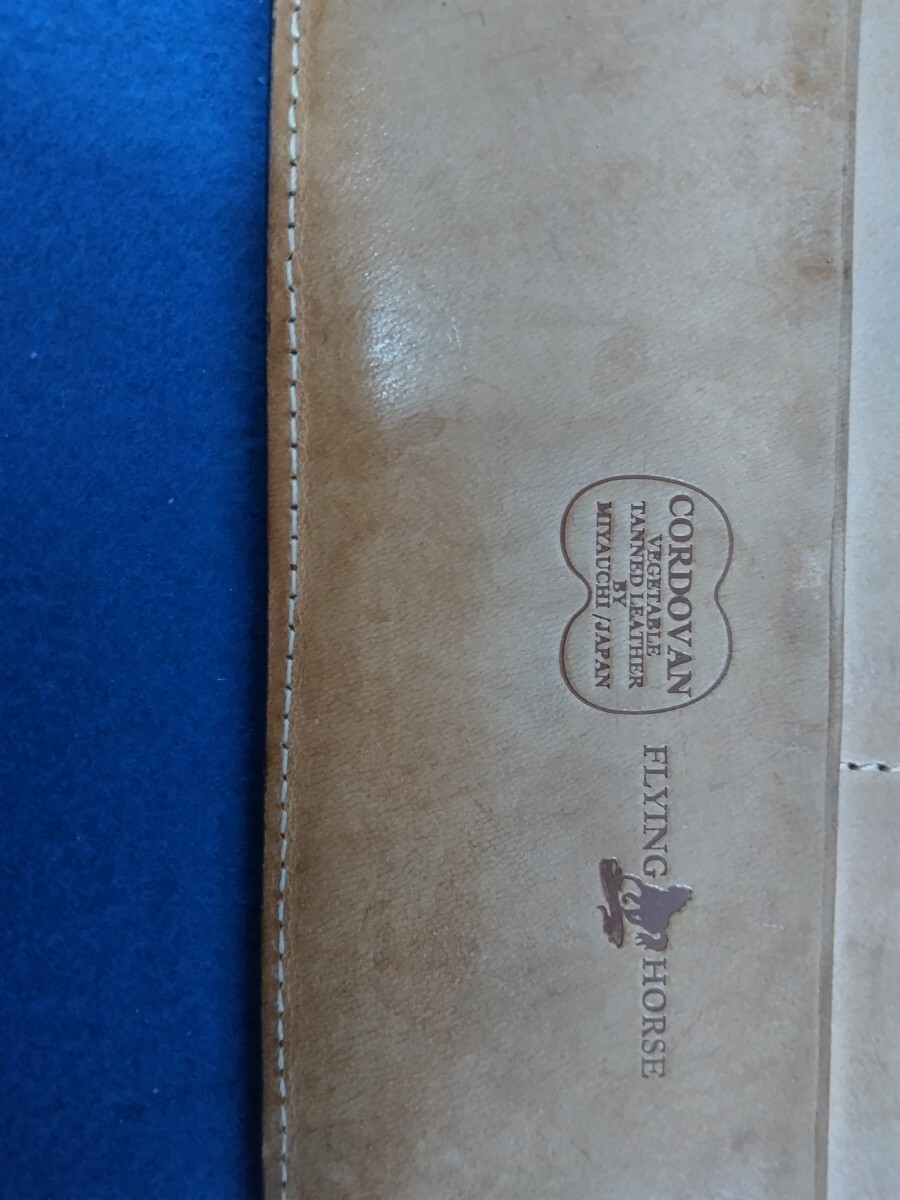 CORDOVAN
VEGETABLE
TANNED LEATHER
BY
MIYAUCHI/JAPAN
FLYING HORSE